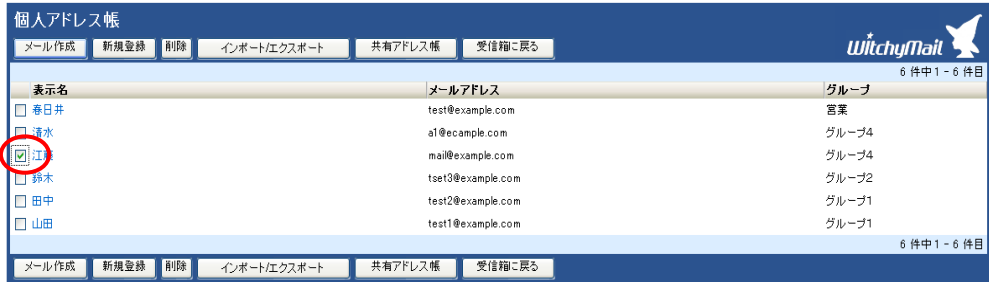 個人アドレス帳
メール作成 新規登録 削除 インポート/エクスポート 共有アドレス帳 受信箱に戻る
WitchyMail
6 件中 1 - 6 件目
表示名 メールアドレス グループ
春日井 test@example.com 営業
清水 a1@ecample.com グループ4
江藤 mail@example.com グループ4
鈴木 tset3@example.com グループ2
田中 test2@example.com グループ1
山田 test1@example.com グループ1
6 件中 1 - 6 件目
メール作成 新規登録 削除 インポート/エクスポート 共有アドレス帳 受信箱に戻る